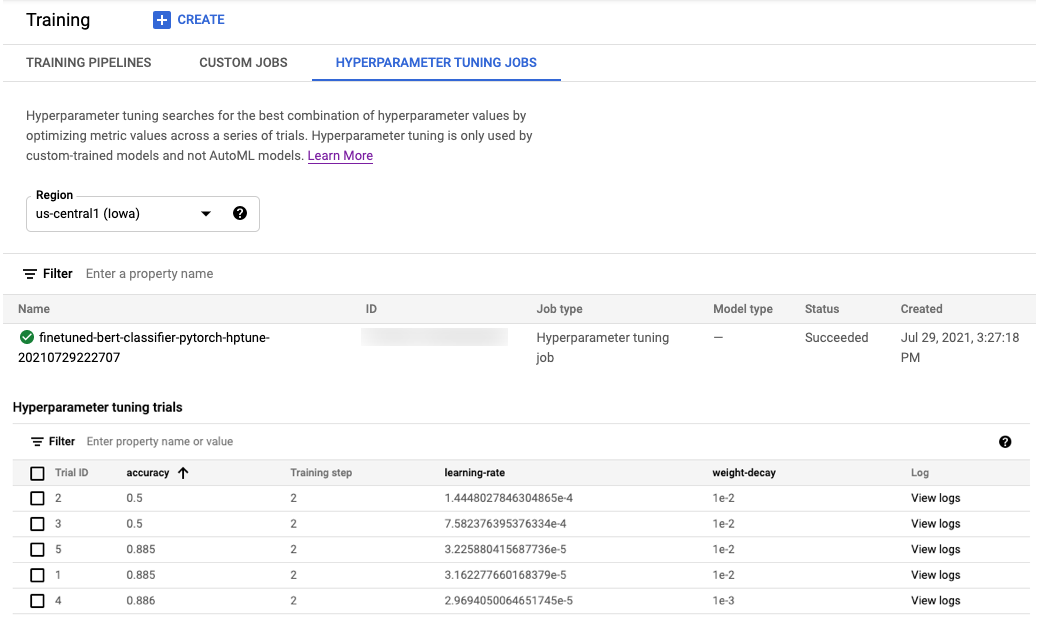 Training CREATE
TRAINING PIPELINES CUSTOM JOBS HYPERPARAMETER TUNING JOBS
Hyperparameter tuning searches for the best combination of hyperparameter values by
optimizing metric values across a series of trials. Hyperparameter tuning is only used by
custom-trained models and not AutoML models. Learn More
Region
us-central1 (Iowa)
Filter Enter a property name
Name ID Job type Model type Status Created
finetuned-bert-classifier-pytorch-hptune- Hyperparameter tuning — Succeeded Jul 29, 2021, 3:27:18
20210729222707 job PM
Hyperparameter tuning trials
Filter Enter property name or value
Trial ID accuracy Training step learning-rate weight-decay Log
2 0.5 2 1.4448027846304865e-4 1e-2 View logs
3 0.5 2 7.582376395376334e-4 1e-2 View logs
5 0.885 2 3.225880415687736e-5 1e-2 View logs
1 0.885 2 3.162277660168379e-5 1e-2 View logs
4 0.886 2 2.9694050064651745e-5 1e-3 View logs